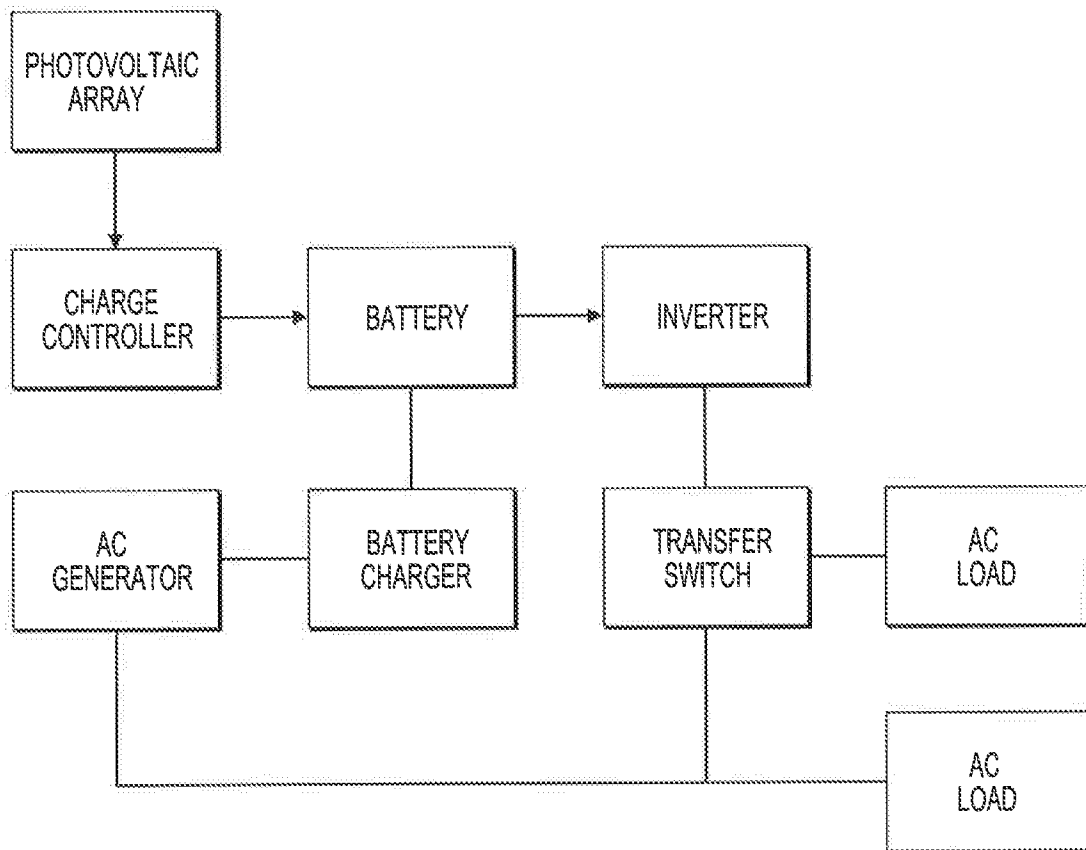 PHOTOVOLTAIC
ARRAY
CHARGE
CONTROLLER
BATTERY
INVERTER
AC
GENERATOR
BATTERY
CHARGER
TRANSFER
SWITCH
AC
LOAD
AC
LOAD